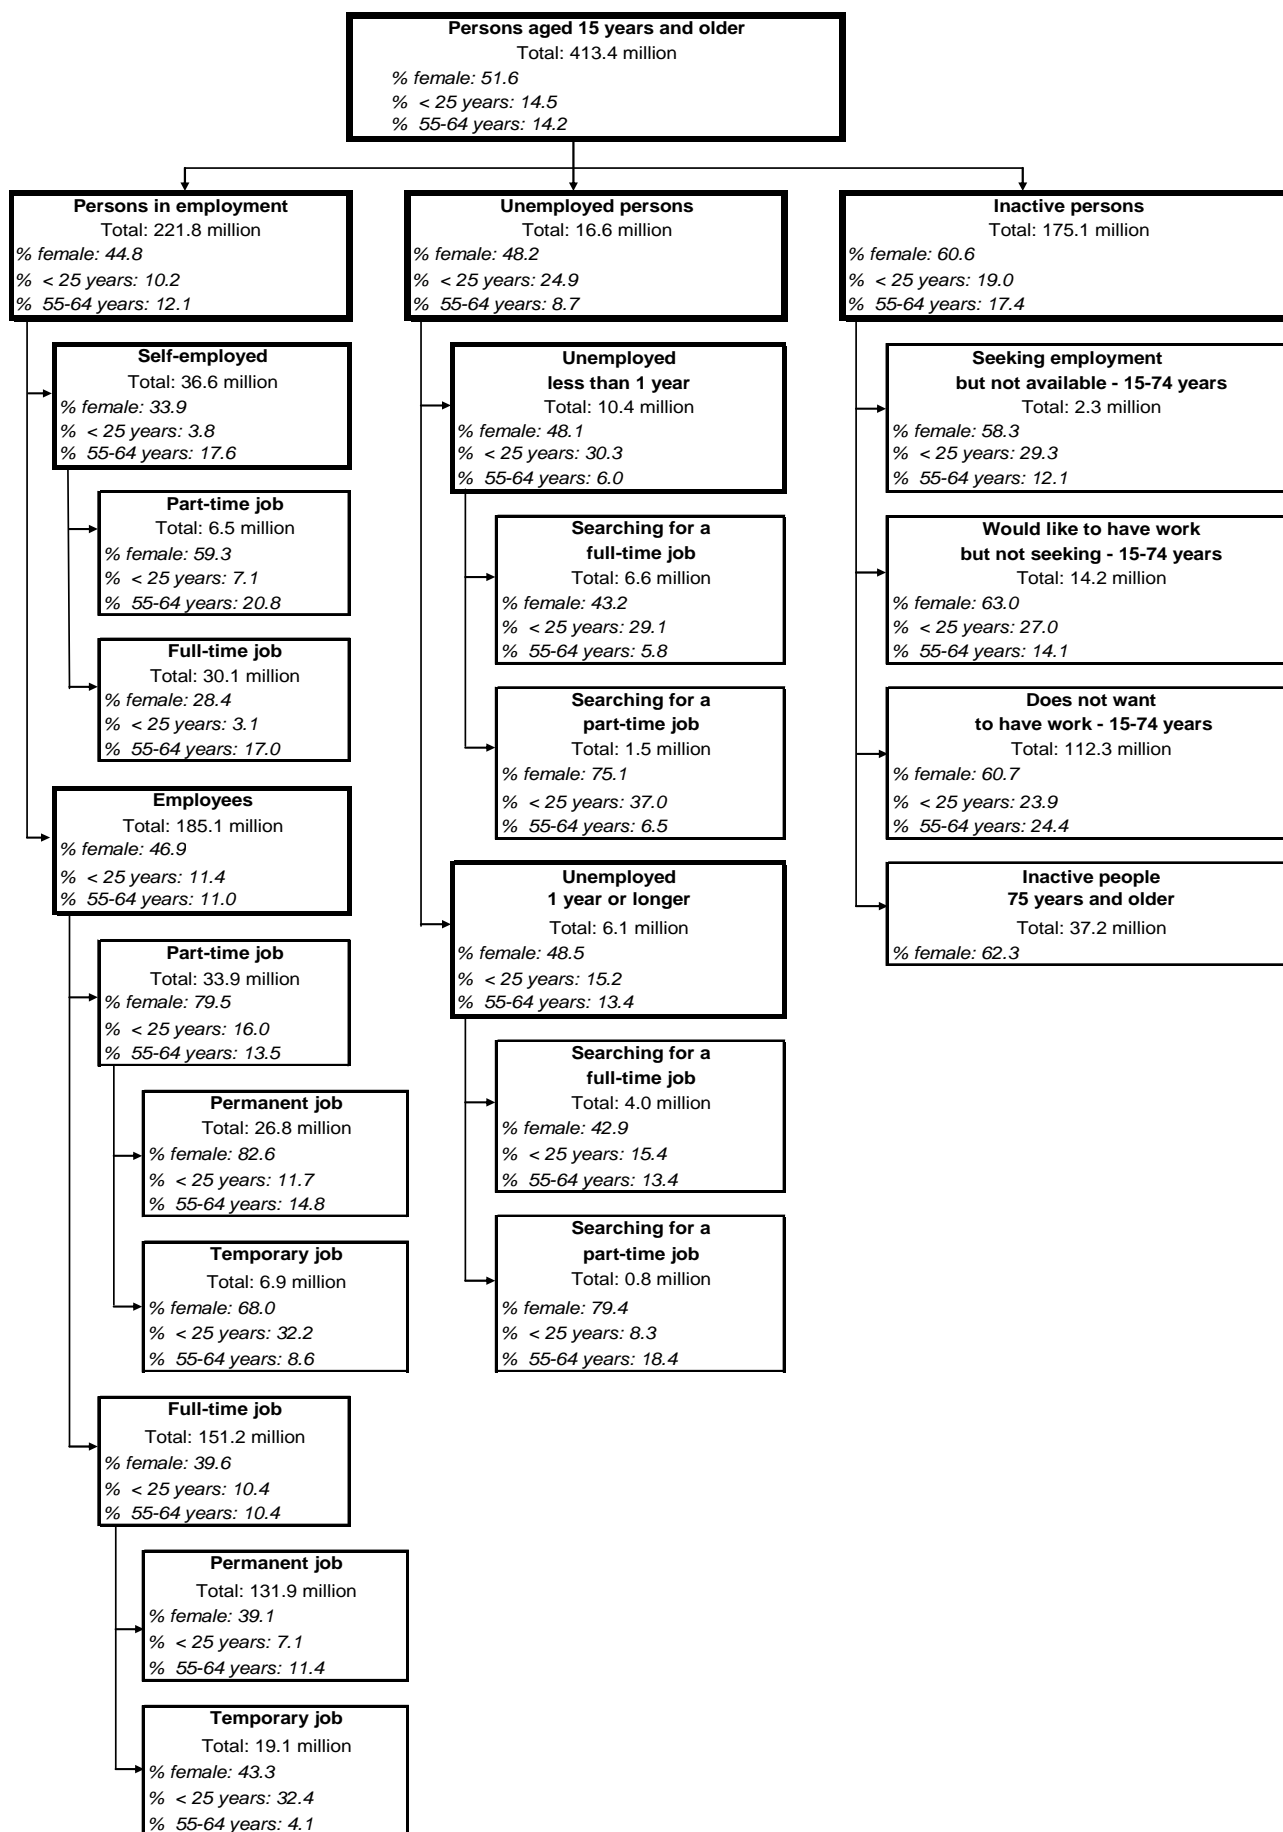 Persons aged 15 years and older
Total: 413.4 million
% female: 51.6
% < 25 years: 14.5
% 55-64 years: 14.2
Persons in employment
Total: 221.8 million
% female: 44.8
% < 25 years: 10.2
% 55-64 years: 12.1
Self-employed
Total: 36.6 million
% female: 33.9
% < 25 years: 3.8
% 55-64 years: 17.6
Part-time job
Total: 6.5 million
% female: 59.3
% < 25 years: 7.1
% 55-64 years: 20.8
Full-time job
Total: 30.1 million
% female: 28.4
% < 25 years: 3.1
% 55-64 years: 17.0
Employees
Total: 185.1 million
% female: 46.9
% < 25 years: 11.4
% 55-64 years: 11.0
Part-time job
Total: 33.9 million
% female: 79.5
% < 25 years: 16.0
% 55-64 years: 13.5
Permanent job
Total: 26.8 million
% female: 82.6
% < 25 years: 11.7
% 55-64 years: 14.8
Temporary job
Total: 6.9 million
% female: 68.0
% < 25 years: 32.2
% 55-64 years: 8.6
Full-time job
Total: 151.2 million
% female: 39.6
% < 25 years: 10.4
% 55-64 years: 10.4
Permanent job
Total: 131.9 million
% female: 39.1
% < 25 years: 7.1
% 55-64 years: 11.4
Temporary job
Total: 19.1 million
% female: 43.3
% < 25 years: 32.4
% 55-64 years: 4.1
Unemployed persons
Total: 16.6 million
% female: 48.2
% < 25 years: 24.9
% 55-64 years: 8.7
Unemployed
less than 1 year
Total: 10.4 million
% female: 48.1
% < 25 years: 30.3
% 55-64 years: 6.0
Searching for a
full-time job
Total: 6.6 million
% female: 43.2
% < 25 years: 29.1
% 55-64 years: 5.8
Searching for a
part-time job
Total: 1.5 million
% female: 75.1
% < 25 years: 37.0
% 55-64 years: 6.5
Unemployed
1 year or longer
Total: 6.1 million
% female: 48.5
% < 25 years: 15.2
% 55-64 years: 13.4
Searching for a
full-time job
Total: 4.0 million
% female: 42.9
% < 25 years: 15.4
% 55-64 years: 13.4
Searching for a
part-time job
Total: 0.8 million
% female: 79.4
% < 25 years: 8.3
% 55-64 years: 18.4
Inactive persons
Total: 175.1 million
% female: 60.6
% < 25 years: 19.0
% 55-64 years: 17.4
Seeking employment
but not available - 15-74 years
Total: 2.3 million
% female: 58.3
% < 25 years: 29.3
% 55-64 years: 12.1
Would like to have work
but not seeking - 15-74 years
Total: 14.2 million
% female: 63.0
% < 25 years: 27.0
% 55-64 years: 14.1
Does not want
to have work - 15-74 years
Total: 112.3 million
% female: 60.7
% < 25 years: 23.9
% 55-64 years: 24.4
Inactive people
75 years and older
Total: 37.2 million
% female: 62.3